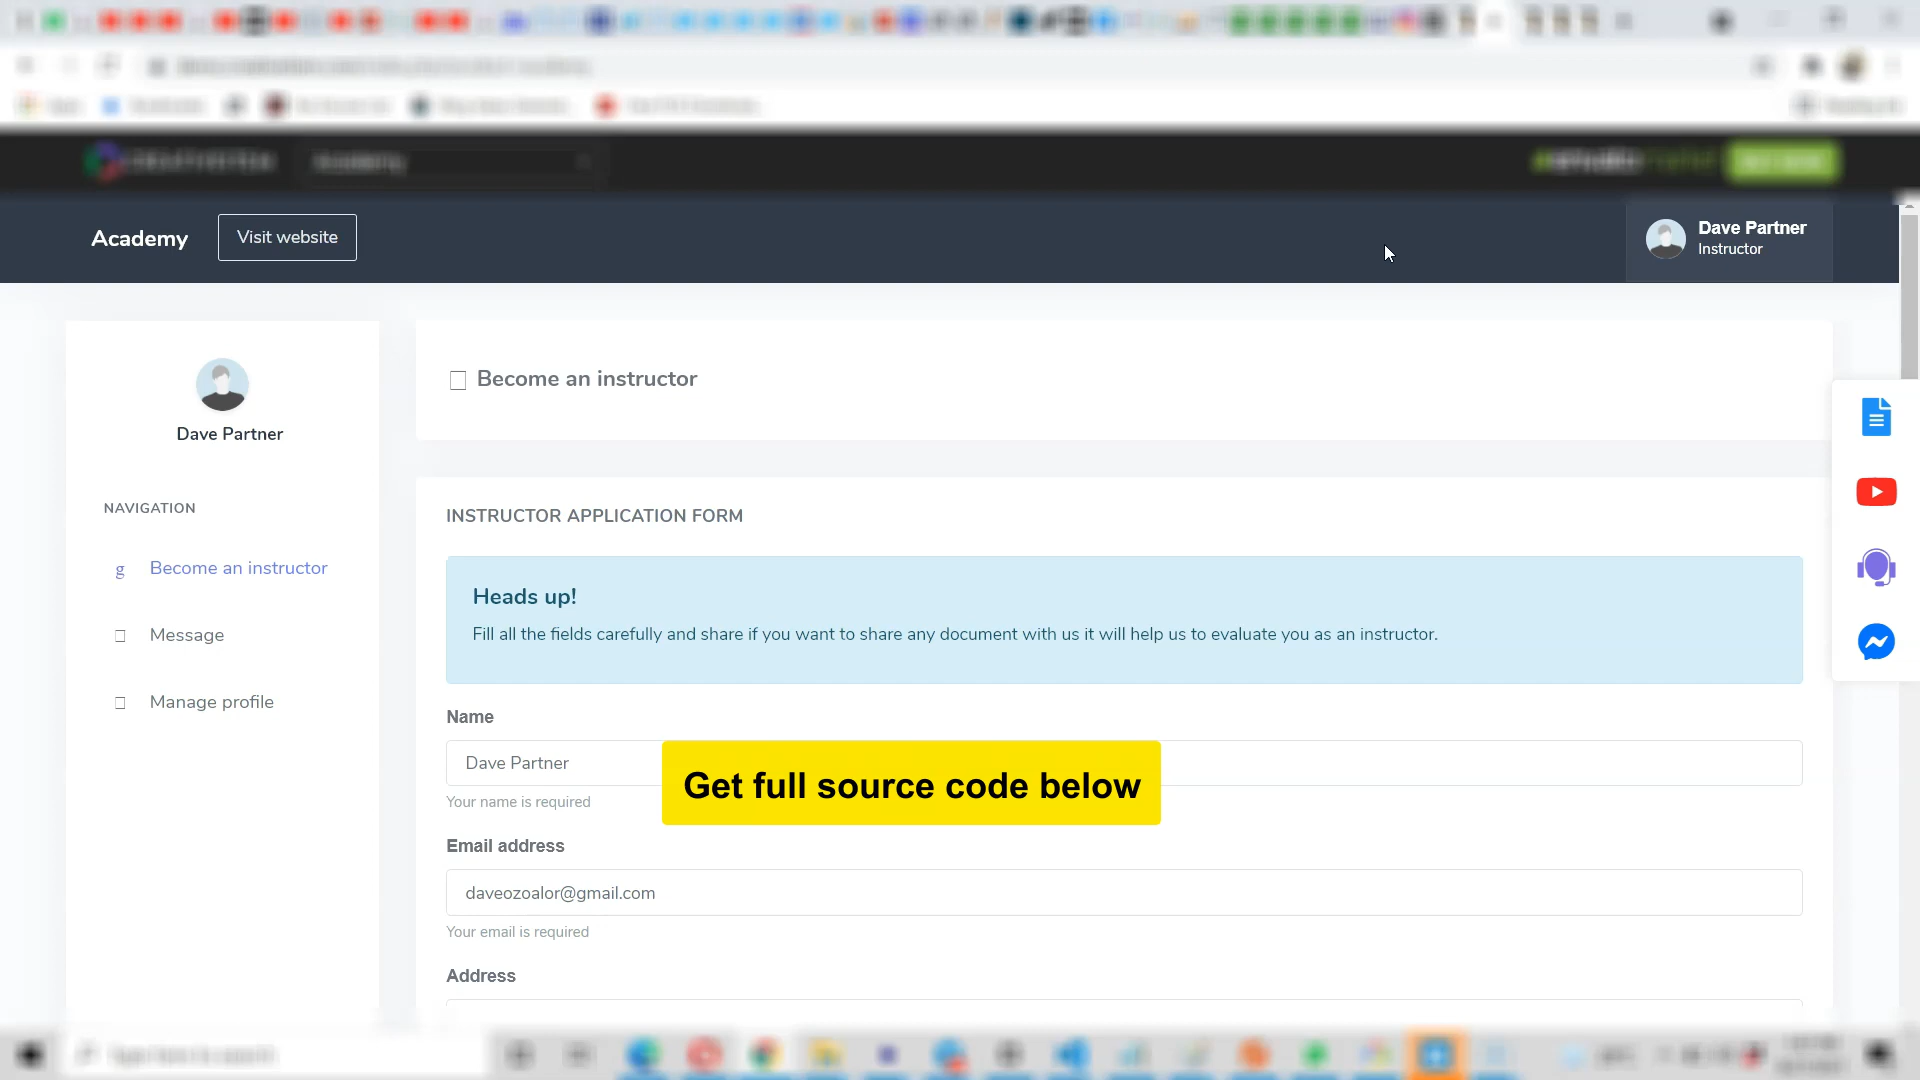 Academy
Visit website
Dave Partner
Instructor
Dave Partner
NAVIGATION
g Become an instructor
Message
Manage profile
Become an instructor
INSTRUCTOR APPLICATION FORM
Heads up!
Fill all the fields carefully and share if you want to share any document with us it will help us to evaluate you as an instructor.
Name
Dave Partner
Your name is required
Get full source code below
Email address
daveozoalor@gmail.com
Your email is required
Address